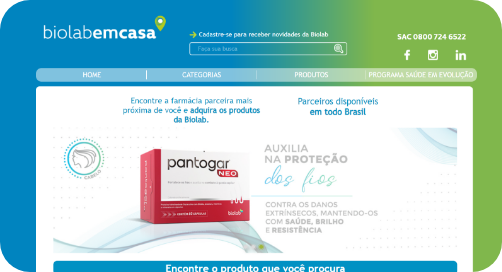 biolabemcasa
Cadastre-se para receber novidades da Biolab
Faça sua busca
SAC 0800 724 6522
HOME
CATEGORIAS
PRODUTOS
PROGRAMA SAÚDE EM EVOLUÇÃO
Encontre a farmácia parceira mais
próxima de você e adquira os produtos
da Biolab.
Parceiros disponíveis
em todo Brasil
CABELO
pantogar
NEO
biolab
AUXILIA
NA PROTEÇÃO
dos fios
CONTRA OS DANOS
EXTRÍNSECOS, MANTENDO-OS
COM SAÚDE, BRILHO
E RESISTÊNCIA
Encontre o produto que você procura